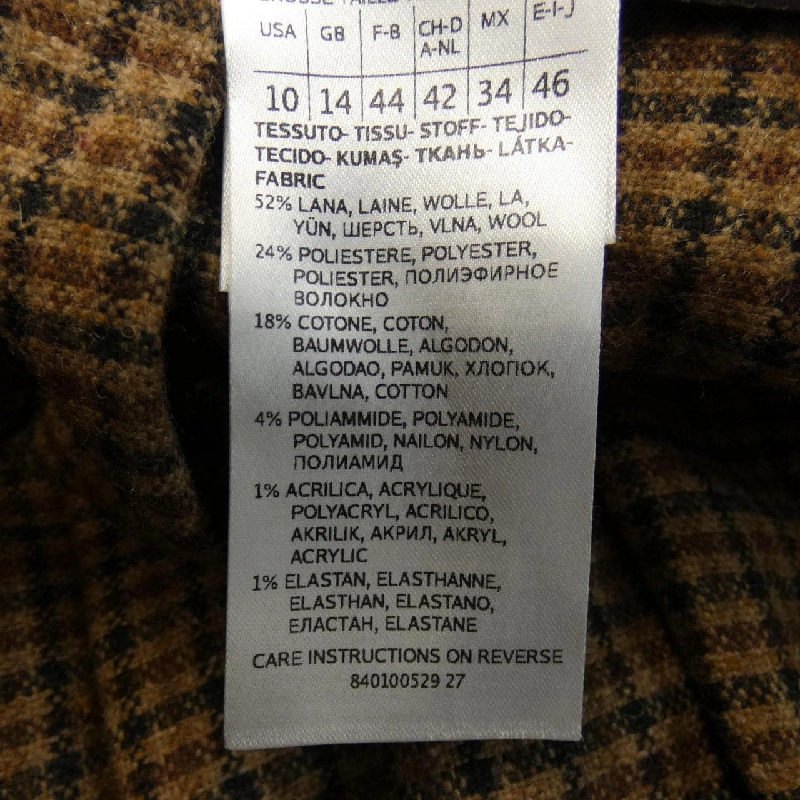 GROSSE TAILLE
USA GB F-B CH-D A-NL MX E-I-J
10 14 44 42 34 46
TESSUTO- TISSU- STOFF- TEJIDO-
TECIDO- KUMAŞ- ТКАНЬ- LÁTKA-
FABRIC
52% LANA, LAINE, WOLLE, LA,
YÜN, ШЕРСТЬ, VLNA, WOOL
24% POLIESTERE, POLYESTER,
POLIESTER, ПОЛИЭФИРНОЕ
ВОЛОКНО
18% COTONE, COTON,
BAUMWOLLE, ALGODON,
ALGODAO, PAMUK, ХЛОПОК,
BAVLNA, COTTON
4% POLIAMMIDE, POLYAMIDE,
POLYAMID, NAILON, NYLON,
ПОЛИАМИД
1% ACRILICA, ACRYLIQUE,
POLYACRYL, ACRILICO,
AKRILIK, АКРИЛ, AKRYL,
ACRYLIC
1% ELASTAN, ELASTHANNE,
ELASTHAN, ELASTANO,
ЕЛАСТАН, ELASTANE
CARE INSTRUCTIONS ON REVERSE
840100529 27